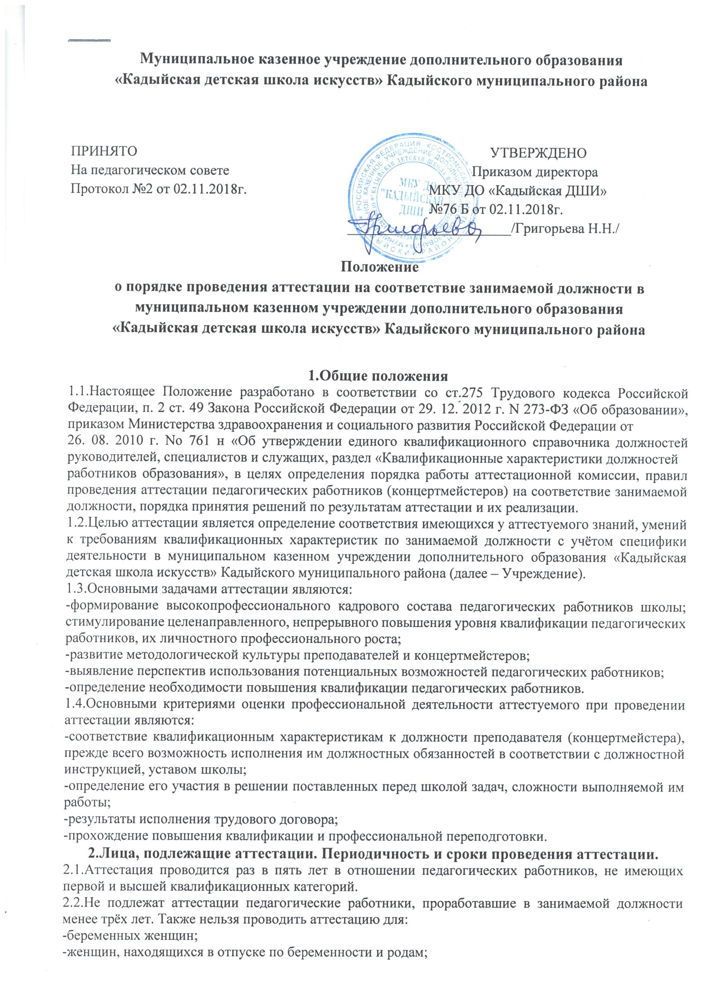 Муниципальное казенное учреждение дополнительного образования
«Кадыйская детская школа искусств» Кадыйского муниципального района
ПРИНЯТО
На педагогическом совете
Протокол №2 от 02.11.2018г.
УТВЕРЖДЕНО
Приказом директора
МКУ ДО «Кадыйская ДШИ»
№76 Б от 02.11.2018г.
Григорьева /Григорьева Н.Н./
РОССИЙСКАЯ ФЕДЕРАЦИЯ КОСТРОМСКАЯ
КАЗЕННОЕ УЧРЕЖДЕНИЕ
"КАДЫЙСКАЯ ДЕТСКАЯ ШКОЛА
МКУ ДО
"КАДЫЙСКАЯ
ДШИ
Положение
о порядке проведения аттестации на соответствие занимаемой должности в
муниципальном казенном учреждении дополнительного образования
«Кадыйская детская школа искусств» Кадыйского муниципального района
1.Общие положения
1.1.Настоящее Положение разработано в соответствии со ст.275 Трудового кодекса Российской
Федерации, п. 2 ст. 49 Закона Российской Федерации от 29. 12. 2012 г. N 273-ФЗ «Об образовании»,
приказом Министерства здравоохранения и социального развития Российской Федерации от
26. 08. 2010 г. No 761 н «Об утверждении единого квалификационного справочника должностей
руководителей, специалистов и служащих, раздел «Квалификационные характеристики должностей
работников образования», в целях определения порядка работы аттестационной комиссии, правил
проведения аттестации педагогических работников (концертмейстеров) на соответствие занимаемой
должности, порядка принятия решений по результатам аттестации и их реализации.
1.2.Целью аттестации является определение соответствия имеющихся у аттестуемого знаний, умений
к требованиям квалификационных характеристик по занимаемой должности с учётом специфики
деятельности в муниципальном казенном учреждении дополнительного образования «Кадыйская
детская школа искусств» Кадыйского муниципального района (далее – Учреждение).
1.3.Основными задачами аттестации являются:
-формирование высокопрофессионального кадрового состава педагогических работников школы;
стимулирование целенаправленного, непрерывного повышения уровня квалификации педагогических
работников, их личностного профессионального роста;
-развитие методологической культуры преподавателей и концертмейстеров;
-выявление перспектив использования потенциальных возможностей педагогических работников;
-определение необходимости повышения квалификации педагогических работников.
1.4.Основными критериями оценки профессиональной деятельности аттестуемого при проведении
аттестации являются:
-соответствие квалификационным характеристикам к должности преподавателя (концертмейстера),
прежде всего возможность исполнения им должностных обязанностей в соответствии с должностной
инструкцией, уставом школы;
-определение его участия в решении поставленных перед школой задач, сложности выполняемой им
работы;
-результаты исполнения трудового договора;
-прохождение повышения квалификации и профессиональной переподготовки.
2.Лица, подлежащие аттестации. Периодичность и сроки проведения аттестации.
2.1.Аттестация проводится раз в пять лет в отношении педагогических работников, не имеющих
первой и высшей квалификационных категорий.
2.2.Не подлежат аттестации педагогические работники, проработавшие в занимаемой должности
менее трёх лет. Также нельзя проводить аттестацию для:
-беременных женщин;
-женщин, находящихся в отпуске по беременности и родам;